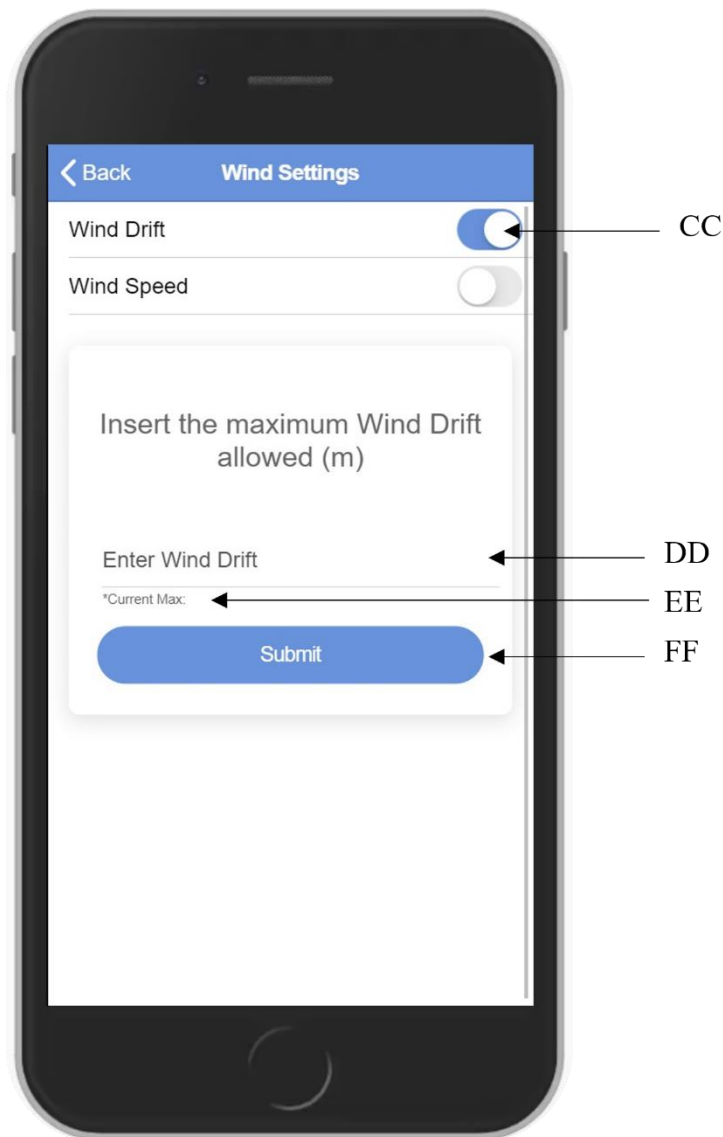 Back Wind Settings
Wind Drift
CC
Wind Speed
Insert the maximum Wind Drift
allowed (m)
Enter Wind Drift
DD
*Current Max:
EE
Submit
FF